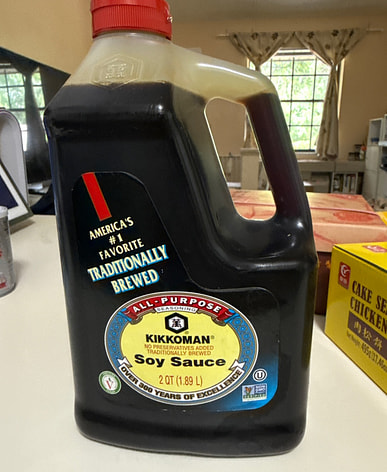 AMERICA'S
#1
FAVORITE
TRADITIONALLY
BREWED
ALL-PURPOSE
SEASONING
KIKKOMAN®
NO PRESERVATIVES ADDED
TRADITIONALLY BREWED
Soy Sauce
2 QT (1.89 L)
OVER 300 YEARS OF EXCELLENCE
U
CAKE SE
CHICKEN